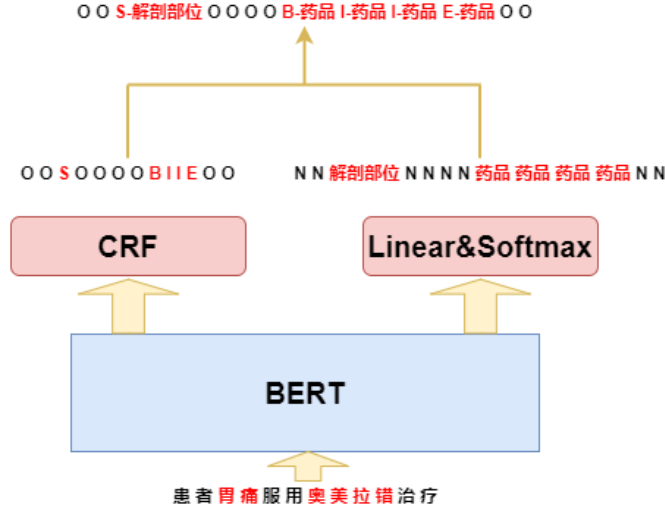 O O S-解剖部位 O O O O B-药品 I-药品 I-药品 E-药品 O O
O O S O O O O B I I E O O
N N 解剖部位 N N N N 药品 药品 药品 药品 N N
CRF
Linear&Softmax
BERT
患者胃痛服用奥美拉错治疗